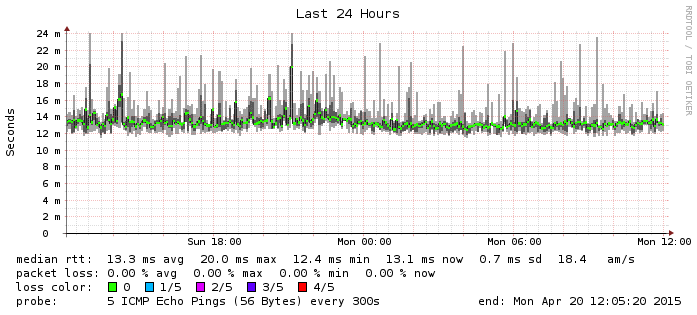 Last 24 Hours
RRDTOOL / TOBI OETIKER
Seconds
24 m
22 m
20 m
18 m
16 m
14 m
12 m
10 m
8 m
6 m
4 m
2 m
0
Sun 18:00 Mon 00:00 Mon 06:00 Mon 12:00
median rtt: 13.3 ms avg 20.0 ms max 12.4 ms min 13.1 ms now 0.7 ms sd 18.4 am/s
packet loss: 0.00 % avg 0.00 % max 0.00 % min 0.00 % now
loss color: 0 1/5 2/5 3/5 4/5
probe: 5 ICMP Echo Pings (56 Bytes) every 300s end: Mon Apr 20 12:05:20 2015